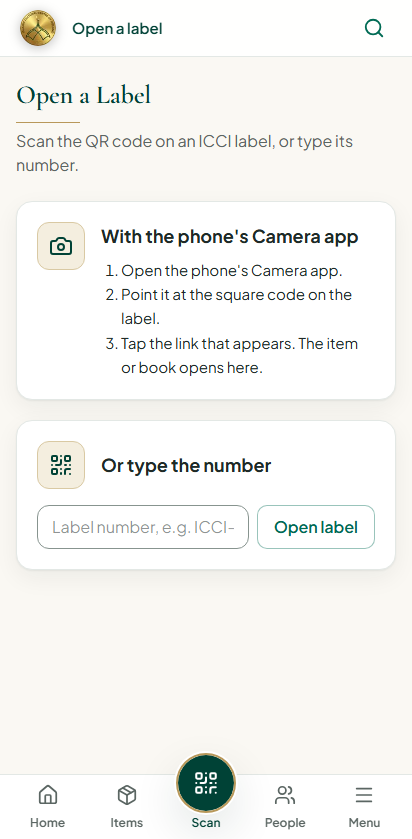 Open a label
Open a Label
Scan the QR code on an ICCI label, or type its
number.
With the phone's Camera app
1. Open the phone's Camera app.
2. Point it at the square code on the
label.
3. Tap the link that appears. The item
or book opens here.
Or type the number
Label number, e.g. ICCI-
Open label
Home
Items
Scan
People
Menu